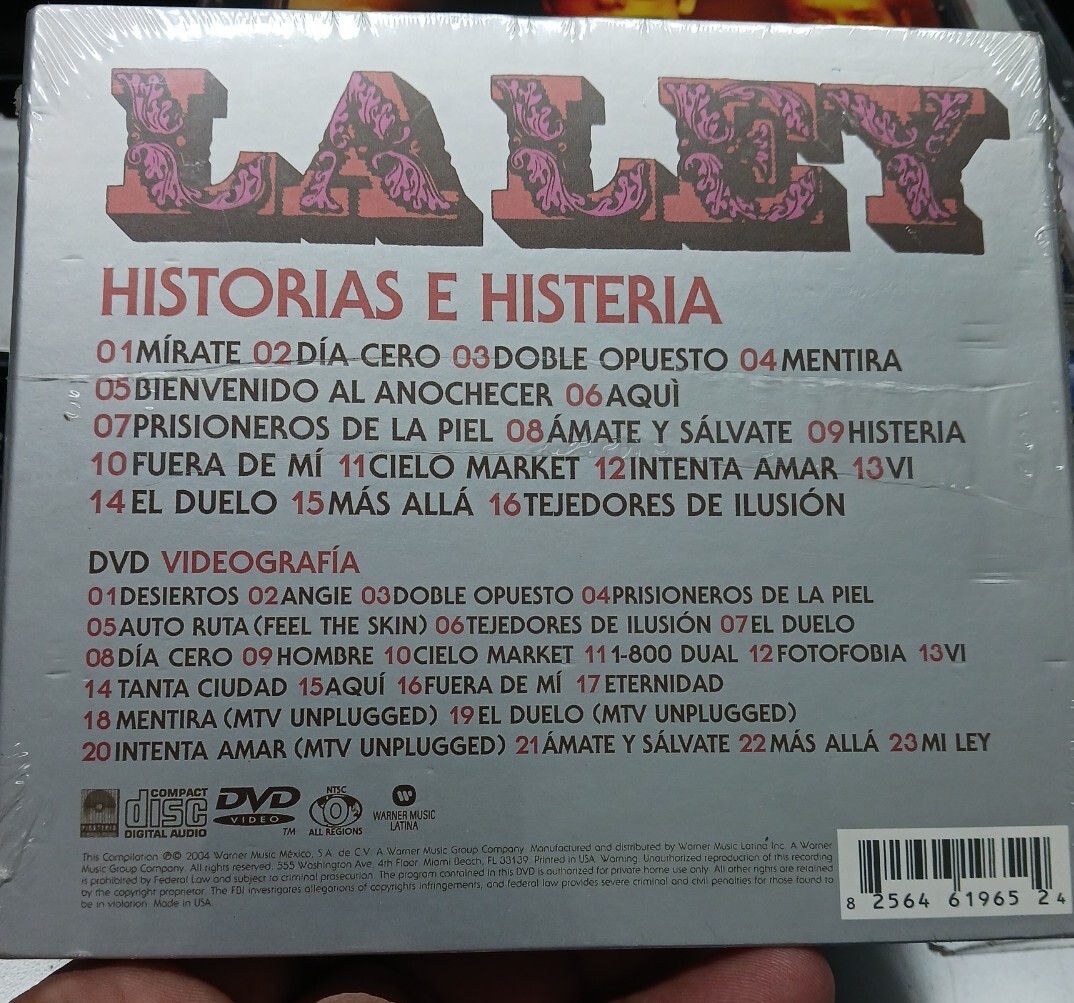 LA LEY
HISTORIAS E HISTERIA
01 MÍRATE 02 DÍA CERO 03 DOBLE OPUESTO 04 MENTIRA
05 BIENVENIDO AL ANOCHECER 06 AQUÌ
07 PRISIONEROS DE LA PIEL 08 ÁMATE Y SÁLVATE 09 HISTERIA
10 FUERA DE MÍ 11 CIELO MARKET 12 INTENTA AMAR 13 VI
14 EL DUELO 15 MÁS ALLÁ 16 TEJEDORES DE ILUSIÓN
DVD VIDEOGRAFÍA
01 DESIERTOS 02 ANGIE 03 DOBLE OPUESTO 04 PRISIONEROS DE LA PIEL
05 AUTO RUTA (FEEL THE SKIN) 06 TEJEDORES DE ILUSIÓN 07 EL DUELO
08 DÍA CERO 09 HOMBRE 10 CIELO MARKET 11 1-800 DUAL 12 FOTOFOBIA 13 VI
14 TANTA CIUDAD 15 AQUÍ 16 FUERA DE MÍ 17 ETERNIDAD
18 MENTIRA (MTV UNPLUGGED) 19 EL DUELO (MTV UNPLUGGED)
20 INTENTA AMAR (MTV UNPLUGGED) 21 ÁMATE Y SÁLVATE 22 MÁS ALLÁ 23 MI LEY
PIRATERIA
COMPACT
disc
DIGITAL AUDIO
DVD
VIDEO
TM
NTSC
0
ALL REGIONS
WARNER MUSIC
LATINA
This Compilation ℗© 2004 Warner Music México, S.A. de C.V. A Warner Music Group Company. Manufactured and distributed by Warner Music Latina Inc. A Warner
Music Group Company. All rights reserved. 555 Washington Ave. 4th Floor Miami Beach, FL 33139. Printed in USA. Warning: Unauthorized reproduction of this recording
is prohibited by Federal Law and subject to criminal prosecution. The program contained in this DVD is authorized for private home use only. All other rights are retained
by the copyright proprietor. The FBI investigates allegations of copyrights infringements, and federal law provides severe criminal and civil penalties for those found to
be in violation. Made in USA.
8 2564 61965 2 4